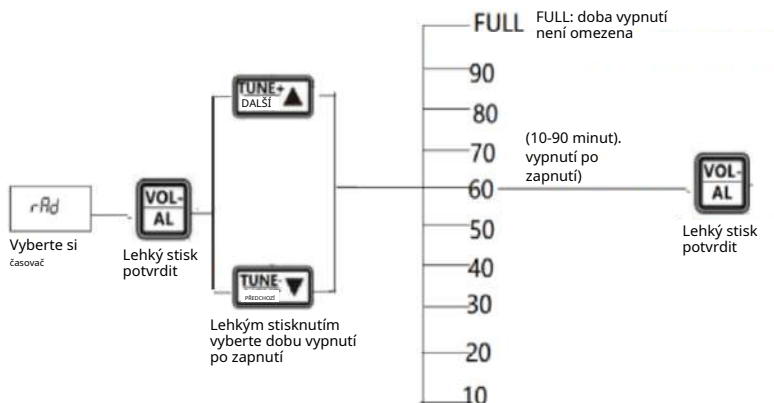 FULL
FULL: doba vypnutí
není omezena
90
80
70
60
50
40
30
20
10
(10-90 minut).
vypnutí po
zapnutí)
TUNE+
DALŠÍ
rAd
Vyberte si
časovač
VOL-
AL
Lehký stisk
potvrdit
TUNE-
PŘEDCHOZÍ
Lehkým stisknutím
vyberte dobu vypnutí
po zapnutí
VOL-
AL
Lehký stisk
potvrdit